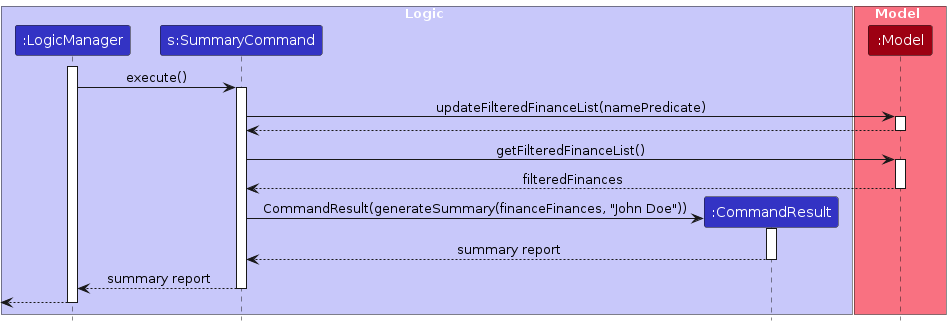 Logic
Model
:LogicManager
s:SummaryCommand
:Model
execute()
updateFilteredFinanceList(namePredicate)
getFilteredFinanceList()
filteredFinances
CommandResult(generateSummary(financeFinances, "John Doe"))
:CommandResult
summary report
summary report